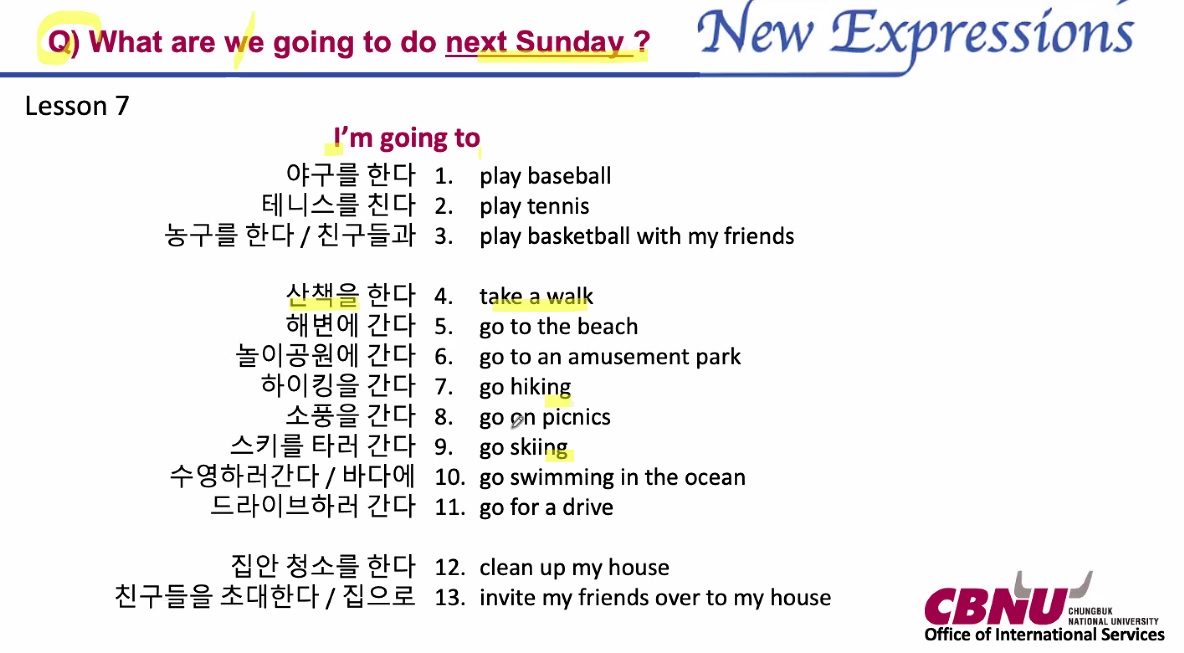 Q) What are we going to do next Sunday ?
New Expressions
Lesson 7
I’m going to
야구를 한다 1. play baseball
테니스를 친다 2. play tennis
농구를 한다 / 친구들과 3. play basketball with my friends
산책을 한다 4. take a walk
해변에 간다 5. go to the beach
놀이공원에 간다 6. go to an amusement park
하이킹을 간다 7. go hiking
소풍을 간다 8. go on picnics
스키를 타러 간다 9. go skiing
수영하러간다 / 바다에 10. go swimming in the ocean
드라이브하러 간다 11. go for a drive
집안 청소를 한다 12. clean up my house
친구들을 초대한다 / 집으로 13. invite my friends over to my house
CBNU CHUNGBUK
NATIONAL UNIVERSITY
Office of International Services